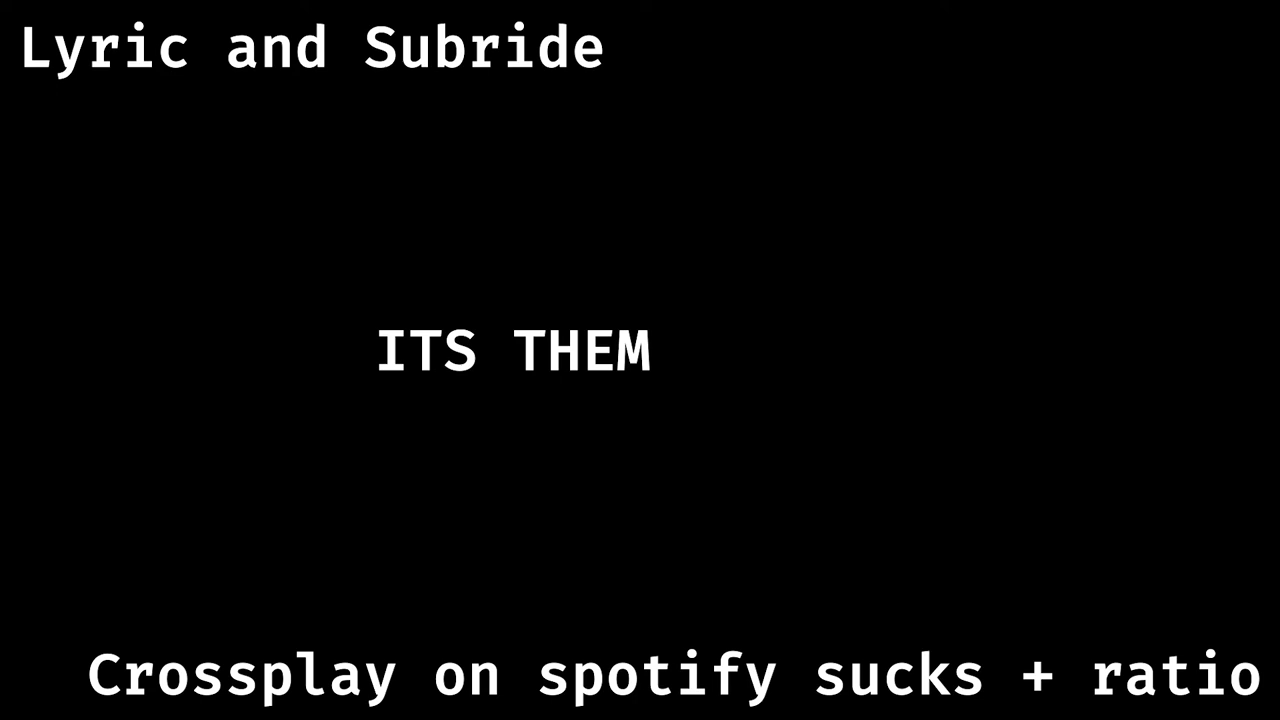 Lyric and Subride
ITS THEM
Crossplay on spotify sucks + ratio